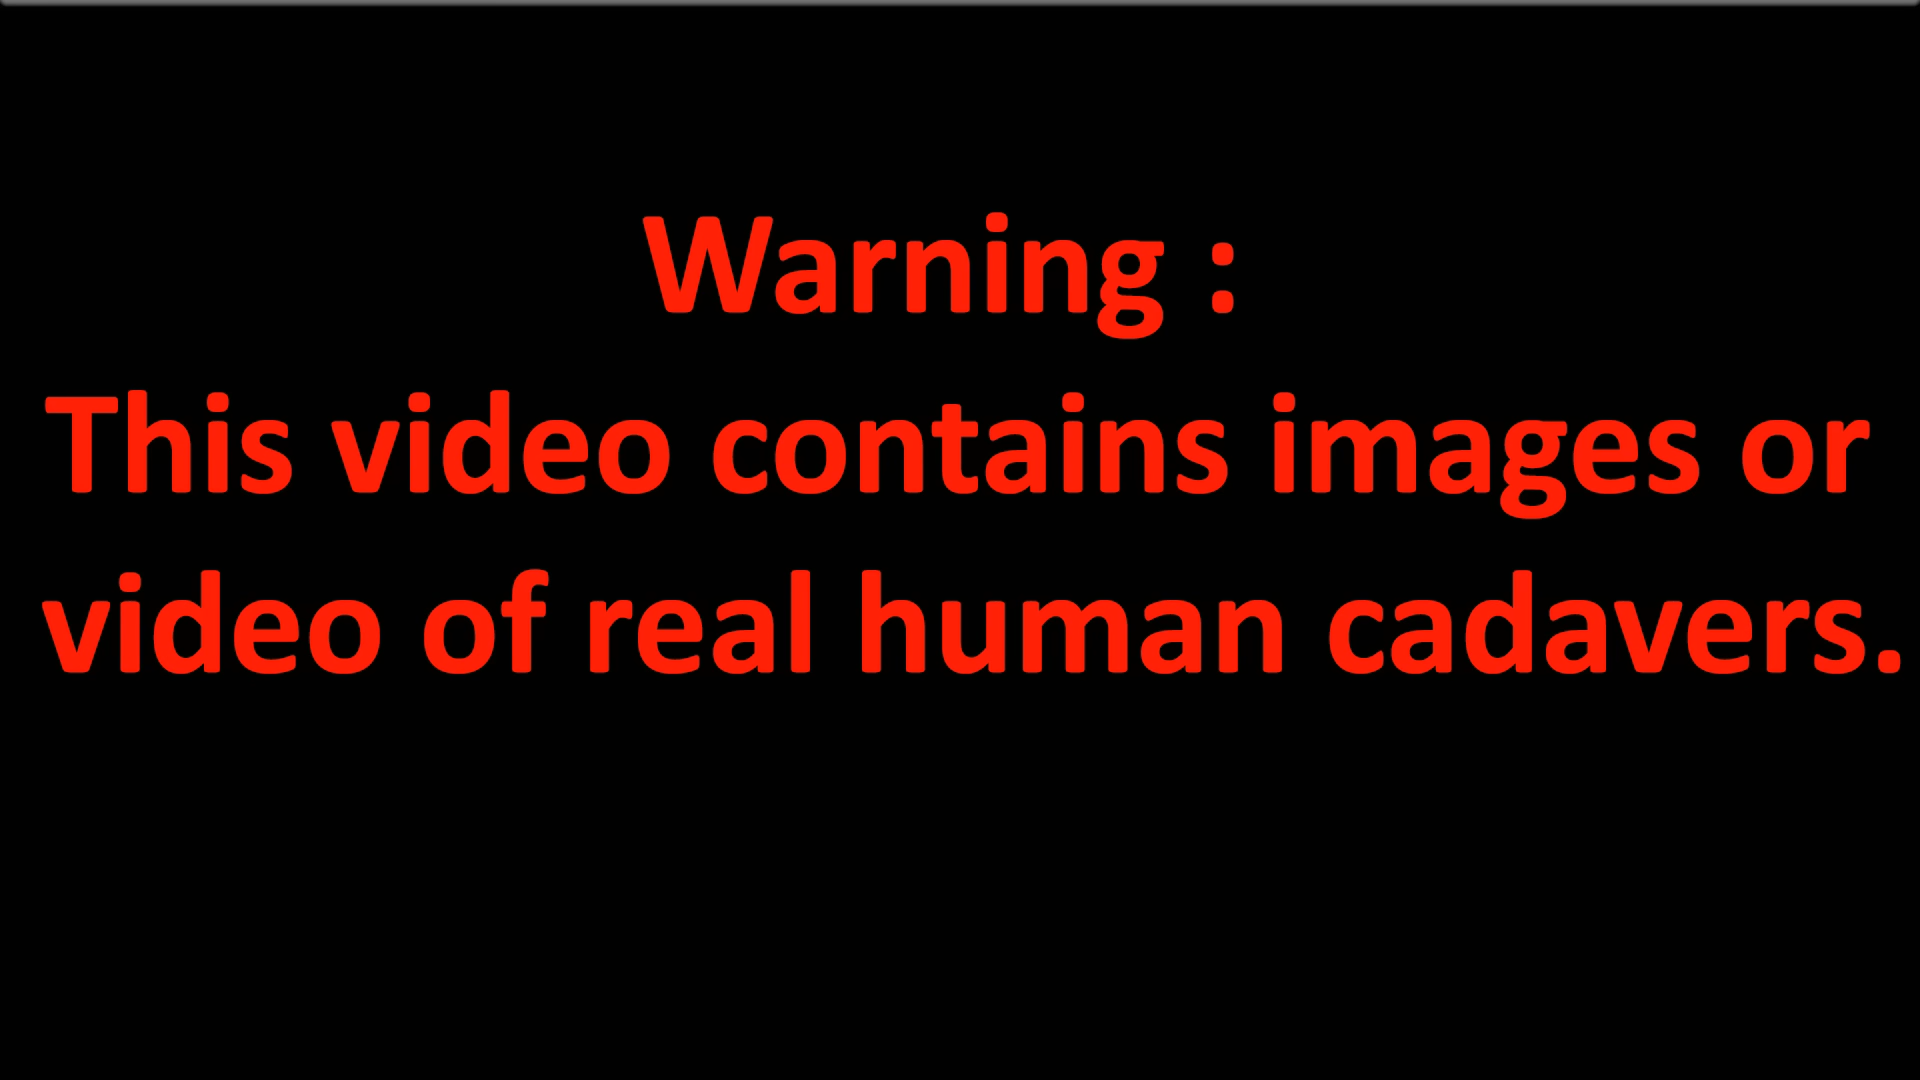 Warning :
This video contains images or
video of real human cadavers.